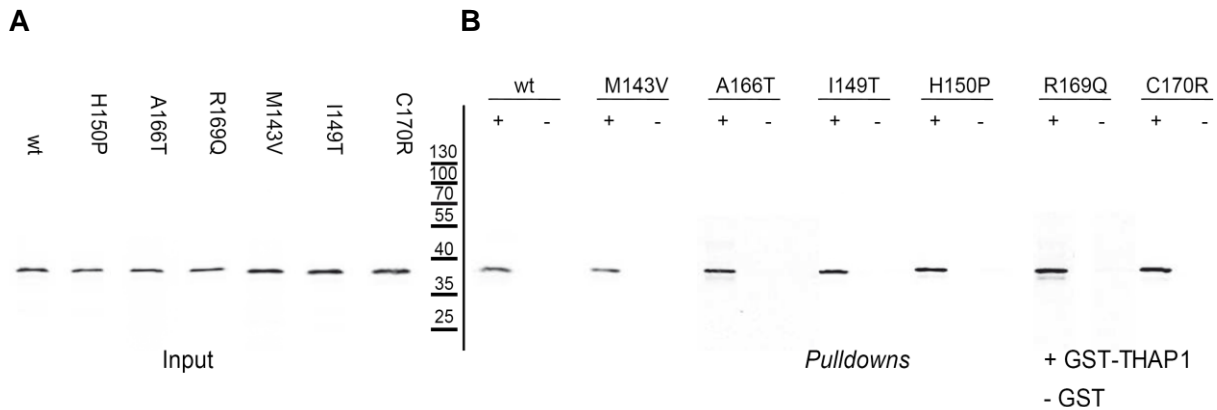 A
B
wt
H150P
A166T
R169Q
M143V
I149T
C170R
130
100
70
55
40
35
25
wt M143V A166T I149T H150P R169Q C170R
+ - + - + - + - + - + - + -
Input
Pulldowns
+ GST-THAP1
- GST